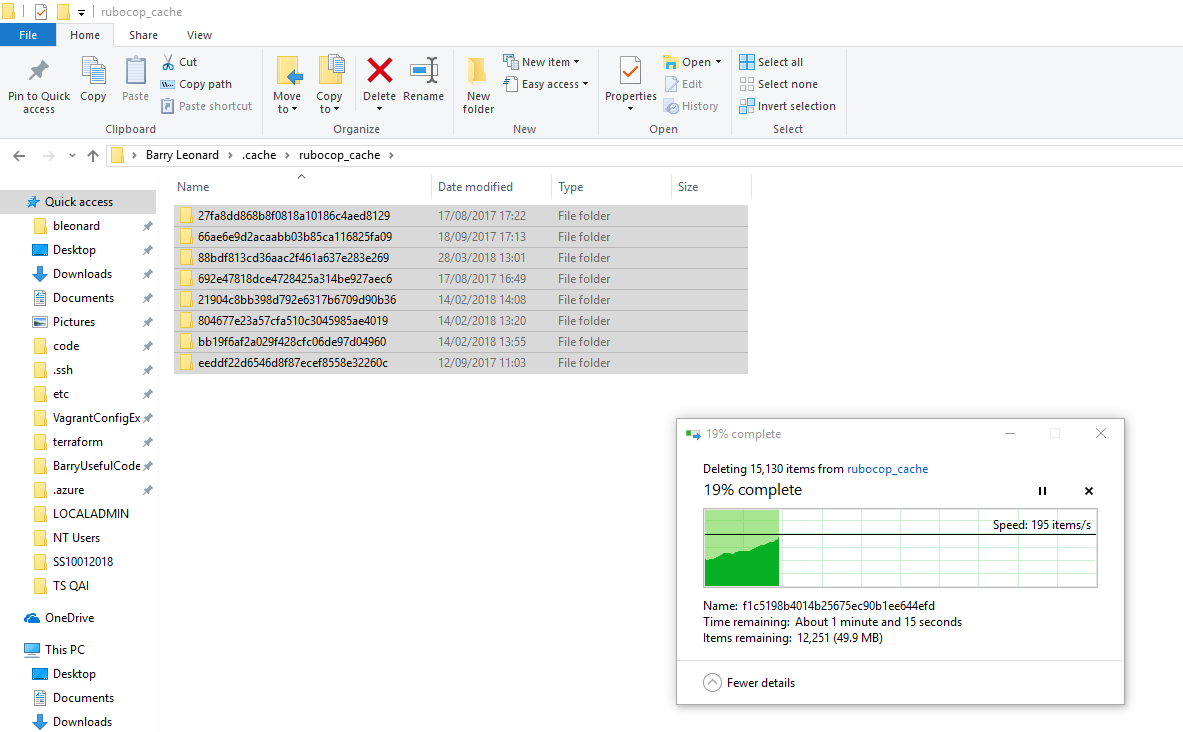 rubocop_cache
File Home Share View
Pin to Quick access
Copy
Paste
Cut
Copy path
Paste shortcut
Clipboard
Move to
Copy to
Delete
Rename
Organize
New folder
New item
Easy access
New
Properties
Open
Edit
History
Open
Select all
Select none
Invert selection
Select
Barry Leonard > .cache > rubocop_cache >
Name Date modified Type Size
27fa8dd868b8f0818a10186c4aed8129 17/08/2017 17:22 File folder
66ae6e9d2acaabb03b85ca116825fa09 18/09/2017 17:13 File folder
88bdf813cd36aac2f461a637e283e269 28/03/2018 13:01 File folder
692e47818dce4728425a314be927aec6 17/08/2017 16:49 File folder
21904c8bb398d792e6317b6709d90b36 14/02/2018 14:08 File folder
804677e23a57cfa510c3045985ae4019 14/02/2018 13:20 File folder
bb19f6af2a029f428cfc06de97d04960 14/02/2018 13:55 File folder
eeddf22d6546d8f87ecef8558e32260c 12/09/2017 11:03 File folder
Quick access
bleonard
Desktop
Downloads
Documents
Pictures
code
.ssh
etc
VagrantConfigEx
terraform
BarryUsefulCode
.azure
LOCALADMIN
NT Users
SS10012018
TS QAI
OneDrive
This PC
Desktop
Documents
Downloads
19% complete
Deleting 15,130 items from rubocop_cache
19% complete
Speed: 195 items/s
Name: f1c5198b4014b25675ec90b1ee644efd
Time remaining: About 1 minute and 15 seconds
Items remaining: 12,251 (49.9 MB)
Fewer details